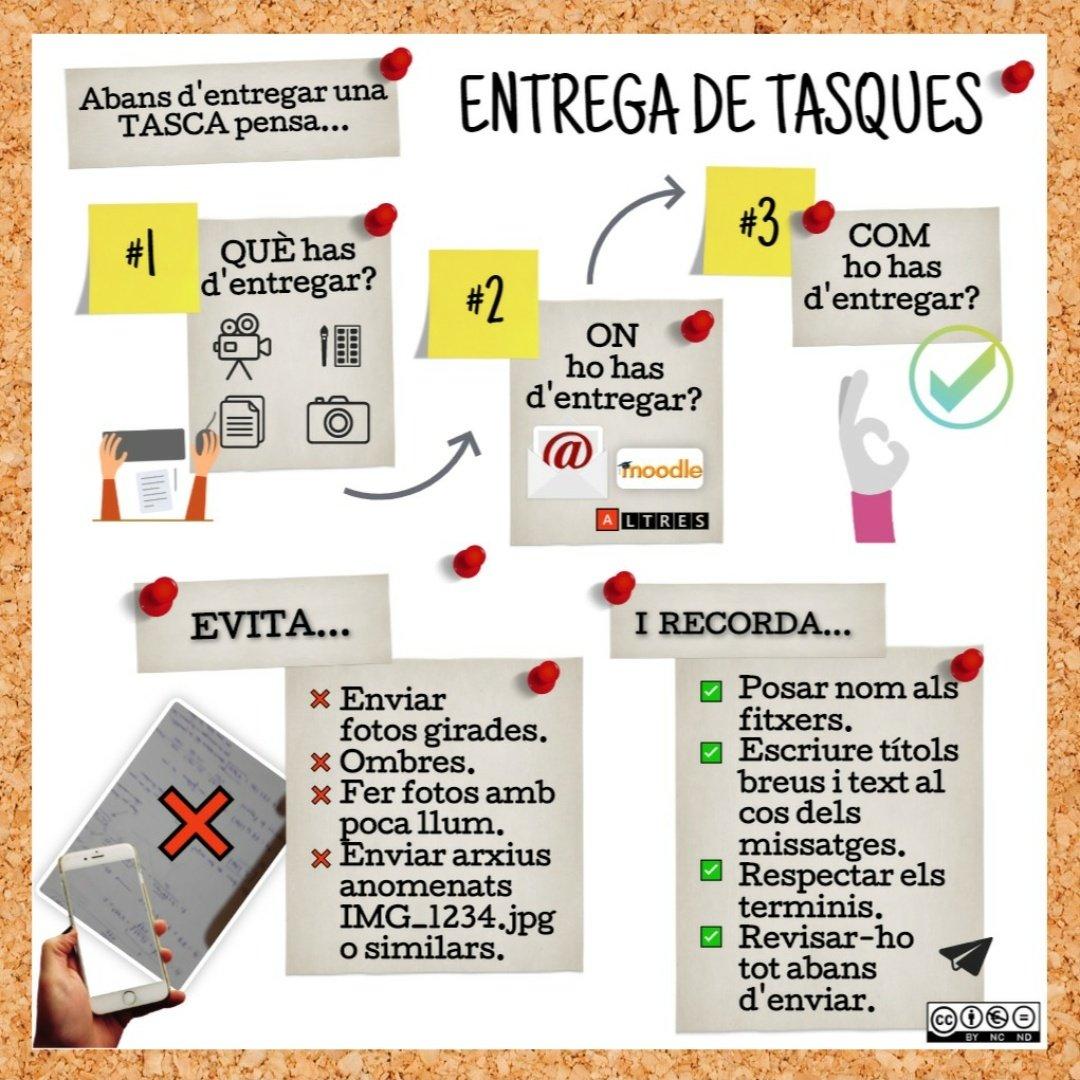 Abans d'entregar una
TASCA pensa...
ENTREGA DE TASQUES
#1
QUÈ has
d'entregar?
#2
ON
ho has
d'entregar?
@
moodle
ALTRES
#3
COM
ho has
d'entregar?
EVITA...
Enviar
fotos girades.
Ombres.
Fer fotos amb
poca llum.
Enviar arxius
anomenats
IMG_1234.jpg
o similars.
I RECORDA...
Posar nom als
fitxers.
Escriure títols
breus i text al
cos dels
missatges.
Respectar els
terminis.
Revisar-ho
tot abans
d'enviar.
cc
BY NC ND